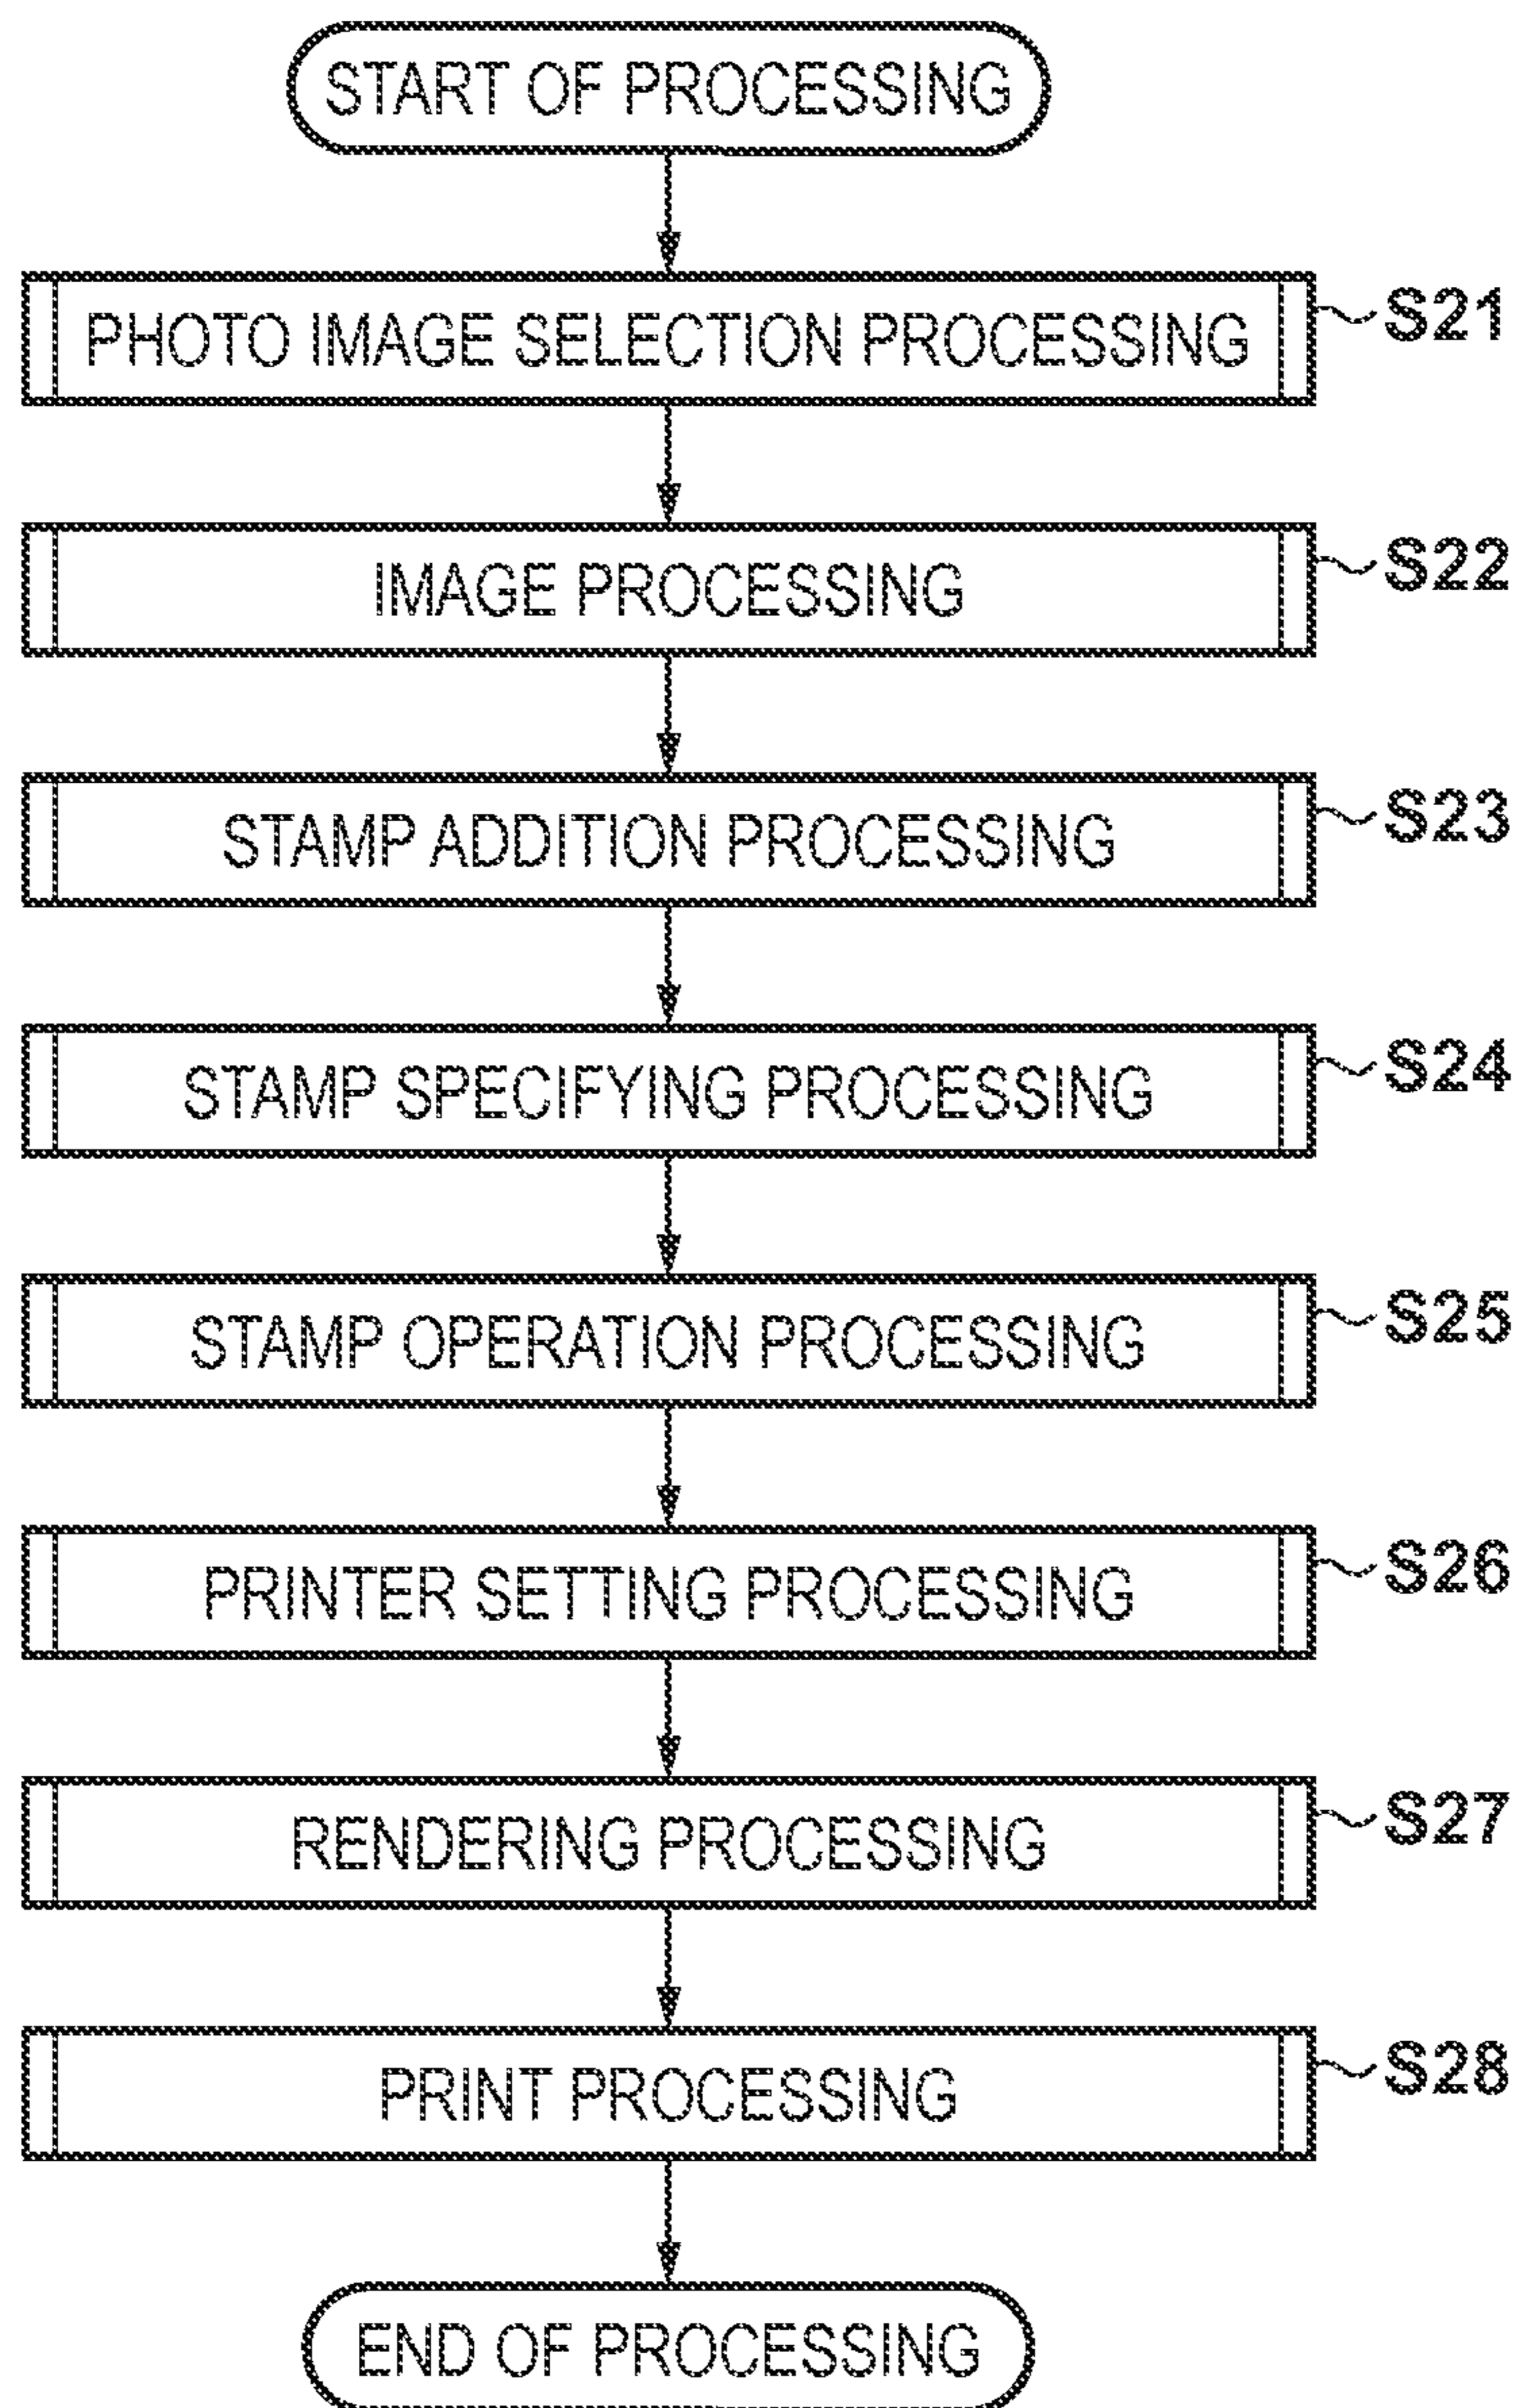 START OF PROCESSING
PHOTO IMAGE SELECTION PROCESSING
S21
IMAGE PROCESSING
S22
STAMP ADDITION PROCESSING
S23
STAMP SPECIFYING PROCESSING
S24
STAMP OPERATION PROCESSING
S25
PRINTER SETTING PROCESSING
S26
RENDERING PROCESSING
S27
PRINT PROCESSING
S28
END OF PROCESSING